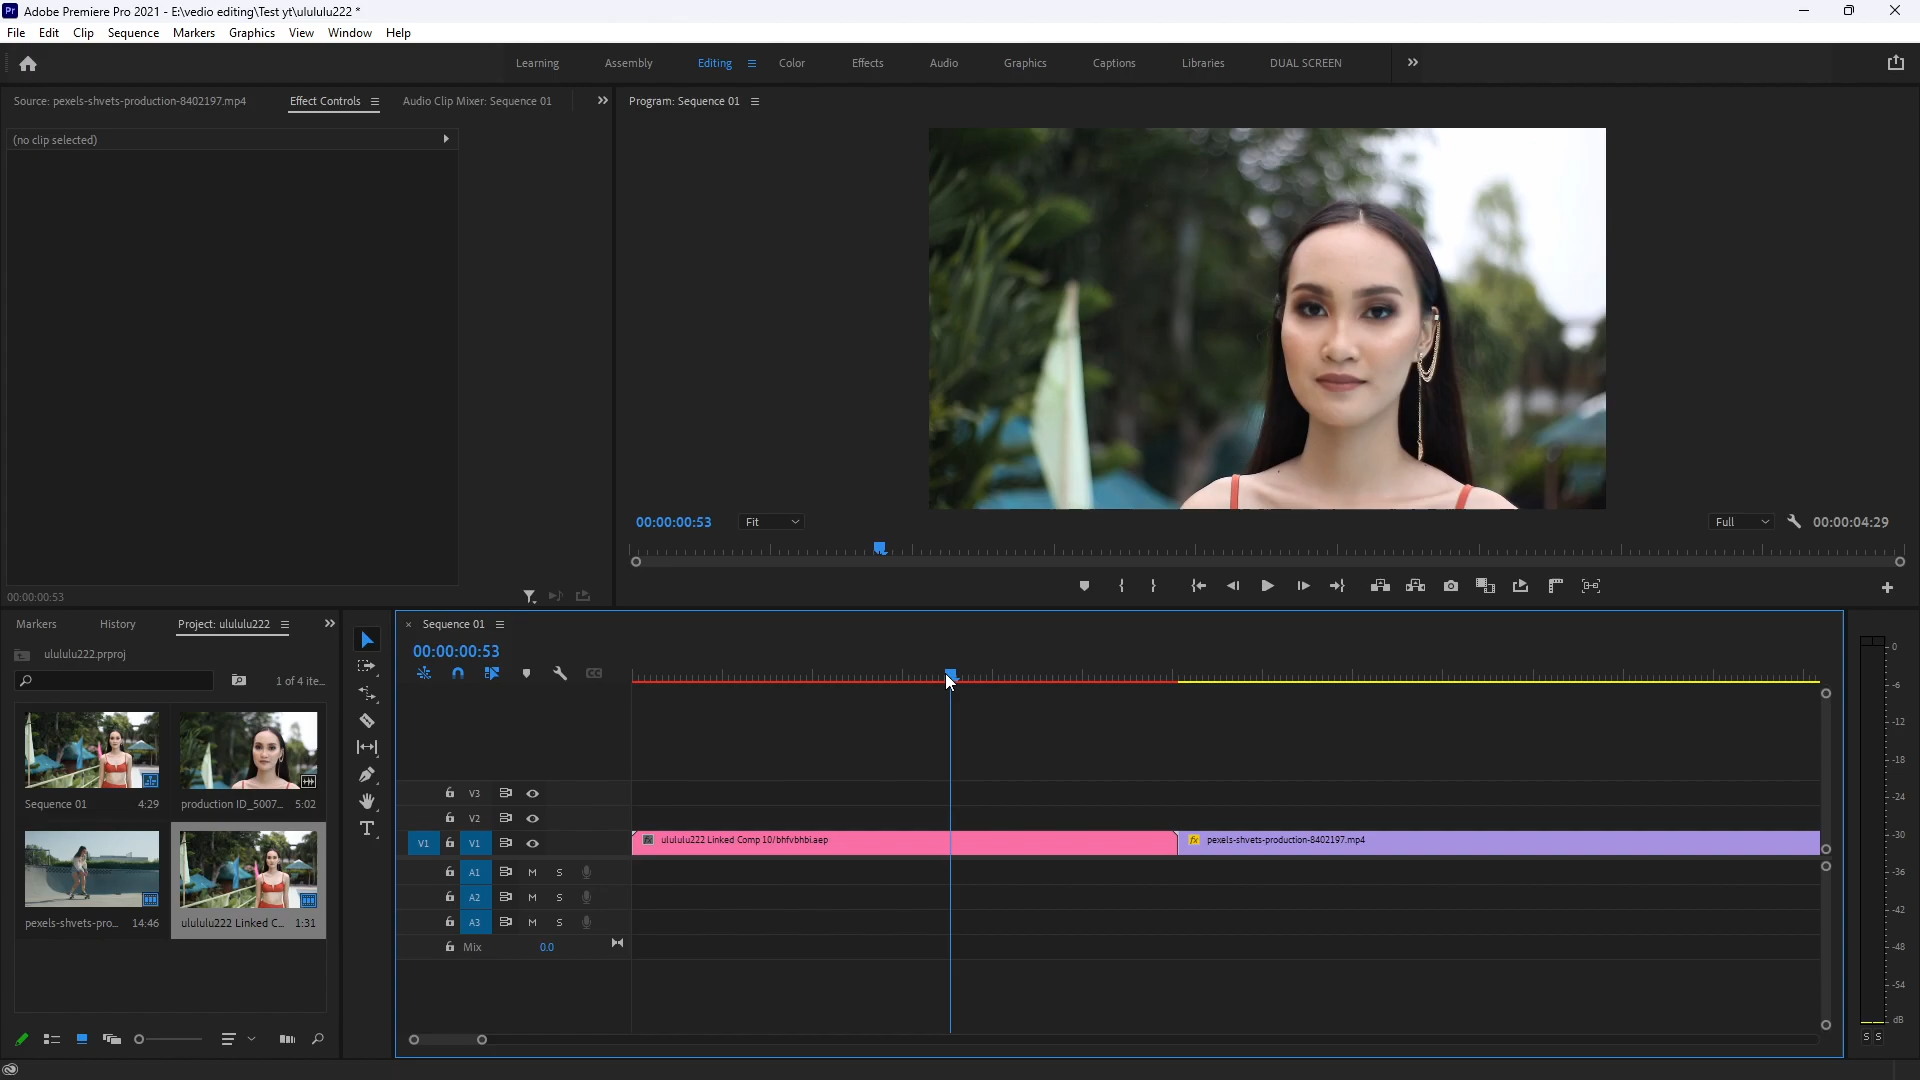 Pr Adobe Premiere Pro 2021 - E:\vedio editing\Test yt\ulululu222 *
File Edit Clip Sequence Markers Graphics View Window Help
Learning Assembly Editing Color Effects Audio Graphics Captions Libraries DUAL SCREEN
Source: pexels-shvets-production-8402197.mp4 Effect Controls Audio Clip Mixer: Sequence 01 Program: Sequence 01
(no clip selected)
00:00:00:53 Fit Full 00:00:04:29
00:00:00:53
Markers History Project: ulululu222
ulululu222.prproj
1 of 4 ite...
Sequence 01 4:29
production ID_5007... 5:02
pexels-shvets-pro... 14:46
ulululu222 Linked C... 1:31
Sequence 01
00:00:00:53
V3
V2
V1 V1 ulululu222 Linked Comp 10/bhfvbhbi.aep fx pexels-shvets-production-8402197.mp4
A1 M S
A2 M S
A3 M S
Mix 0.0
0
-6
-12
-18
-24
-30
-36
-42
-48
-54
dB
S S